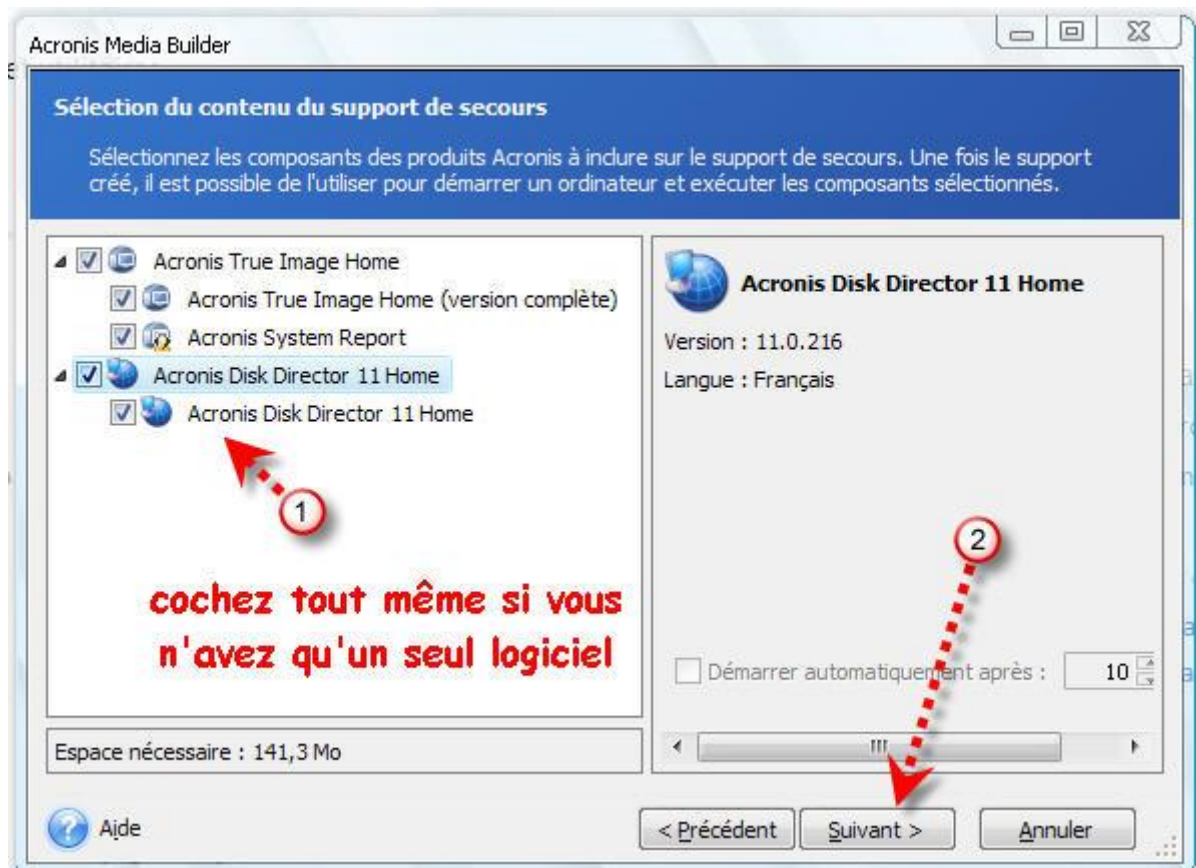 Acronis Media Builder
Sélection du contenu du support de secours
Sélectionnez les composants des produits Acronis à inclure sur le support de secours. Une fois le support
créé, il est possible de l'utiliser pour démarrer un ordinateur et exécuter les composants sélectionnés.
Acronis True Image Home
Acronis True Image Home (version complète)
Acronis System Report
Acronis Disk Director 11 Home
Acronis Disk Director 11 Home
1
cochez tout même si vous
n'avez qu'un seul logiciel
Espace nécessaire : 141,3 Mo
Acronis Disk Director 11 Home
Version : 11.0.216
Langue : Français
2
Démarrer automatiquement après : 10
Aide
< Précédent
Suivant >
Annuler